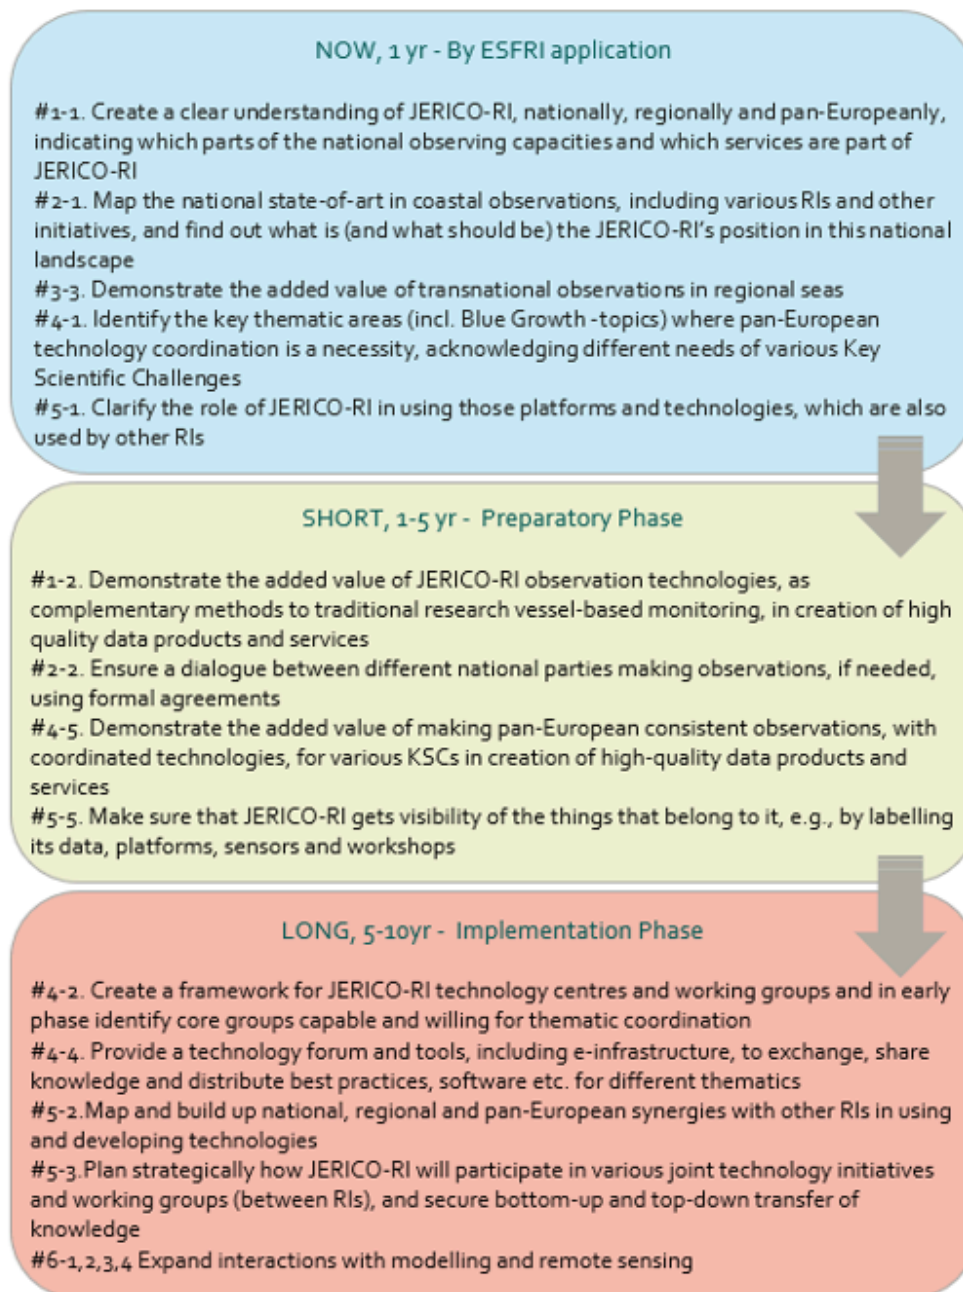 NOW, 1 yr - By ESFRI application
#1-1. Create a clear understanding of JERICO-RI, nationally, regionally and pan-Europeanly,
indicating which parts of the national observing capacities and which services are part of
JERICO-RI
#2-1. Map the national state-of-art in coastal observations, including various RIs and other
initiatives, and find out what is (and what should be) the JERICO-RI's position in this national
landscape
#3-3. Demonstrate the added value of transnational observations in regional seas
#4-1. Identify the key thematic areas (incl. Blue Growth -topics) where pan-European
technology coordination is a necessity, acknowledging different needs of various Key
Scientific Challenges
#5-1. Clarify the role of JERICO-RI in using those platforms and technologies, which are also
used by other RIs
SHORT, 1-5 yr - Preparatory Phase
#1-2. Demonstrate the added value of JERICO-RI observation technologies, as
complementary methods to traditional research vessel-based monitoring, in creation of high
quality data products and services
#2-2. Ensure a dialogue between different national parties making observations, if needed,
using formal agreements
#4-5. Demonstrate the added value of making pan-European consistent observations, with
coordinated technologies, for various KSCs in creation of high-quality data products and
services
#5-5. Make sure that JERICO-RI gets visibility of the things that belong to it, e.g., by labelling
its data, platforms, sensors and workshops
LONG, 5-10yr - Implementation Phase
#4-2. Create a framework for JERICO-RI technology centres and working groups and in early
phase identify core groups capable and willing for thematic coordination
#4-4. Provide a technology forum and tools, including e-infrastructure, to exchange, share
knowledge and distribute best practices, software etc. for different thematics
#5-2.Map and build up national, regional and pan-European synergies with other RIs in using
and developing technologies
#5-3.Plan strategically how JERICO-RI will participate in various joint technology initiatives
and working groups (between RIs), and secure bottom-up and top-down transfer of
knowledge
#6-1,2,3,4 Expand interactions with modelling and remote sensing